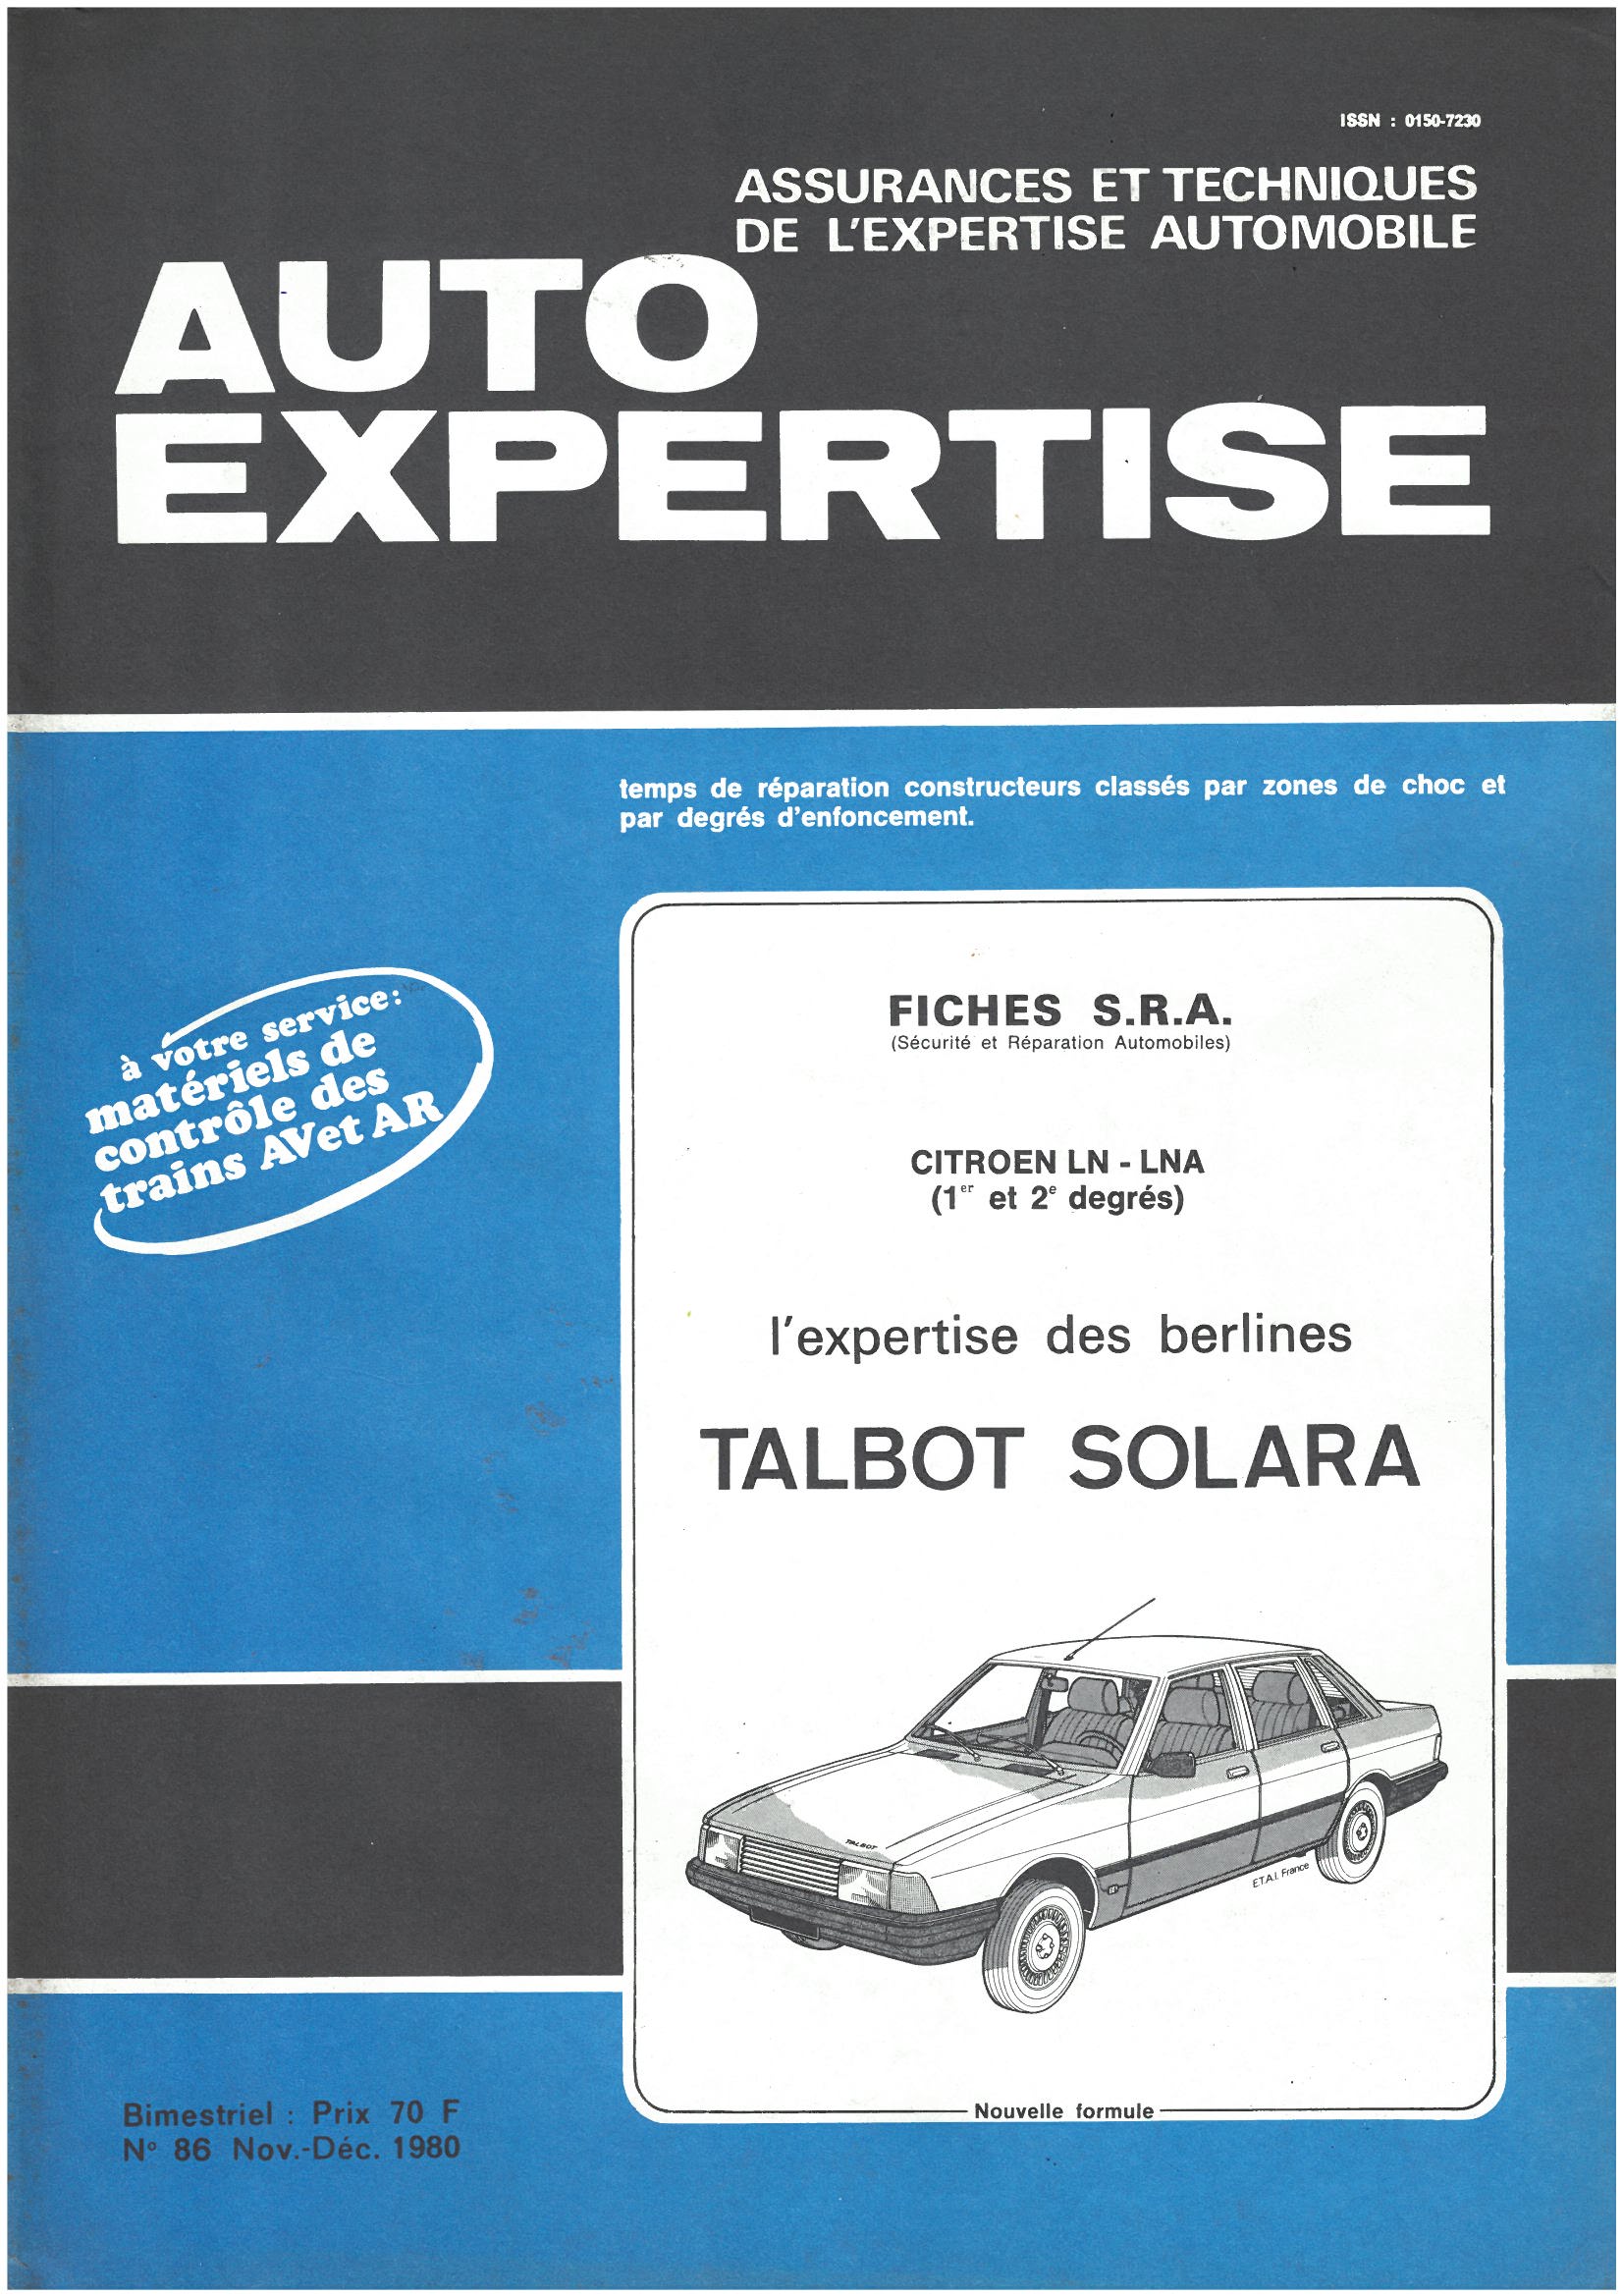 ISSN : 0150-7230
ASSURANCES ET TECHNIQUES
DE L'EXPERTISE AUTOMOBILE
AUTO
EXPERTISE
temps de réparation constructeurs classés par zones de choc et
par degrés d'enfoncement.
à votre service :
matériels de
contrôle des
trains AV et AR
FICHES S.R.A.
(Sécurité et Réparation Automobiles)
CITROEN LN - LNA
(1er et 2e degrés)
l'expertise des berlines
TALBOT SOLARA
TALBOT
E.T.A.I. France
Nouvelle formule
Bimestriel : Prix 70 F
N° 86 Nov.-Déc. 1980